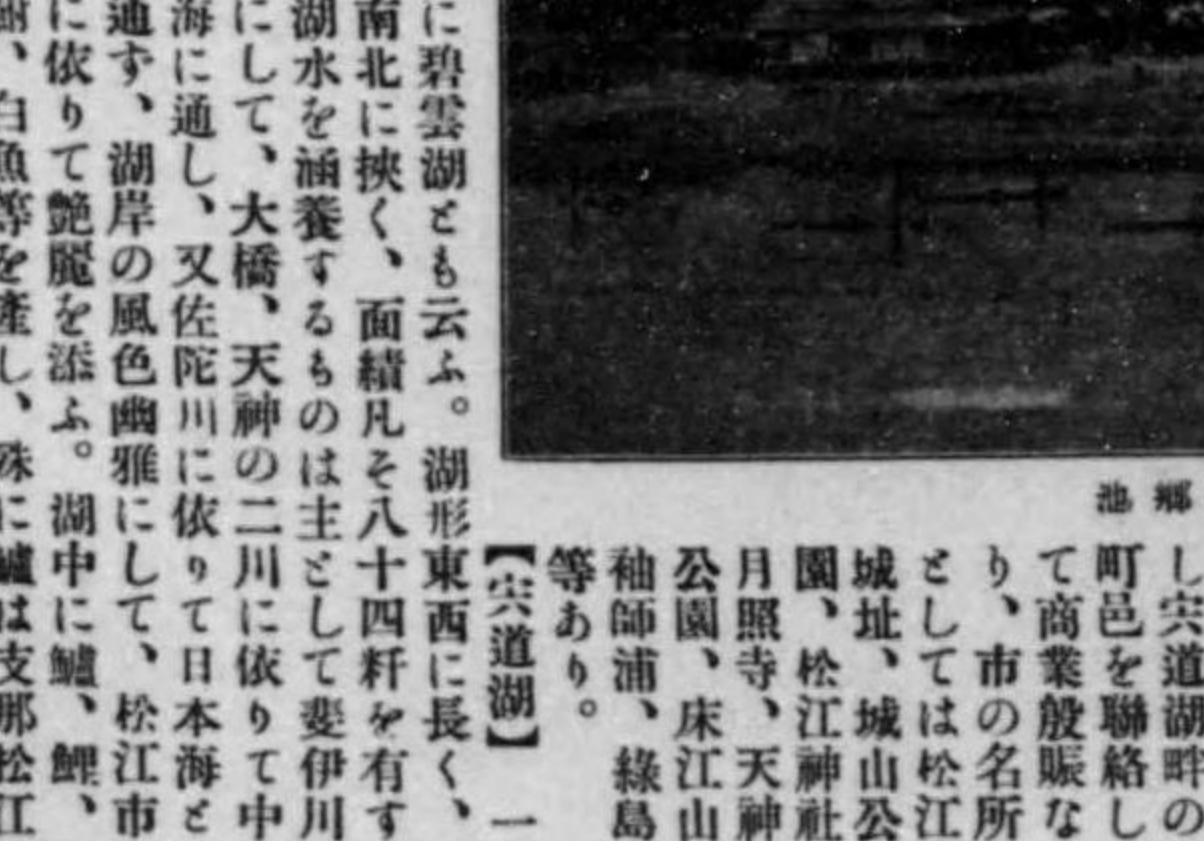 郷池
し宍道湖畔の
町邑を聯絡し
て商業般賑な
り、市の名所
としては松江
城址、城山公
園、松江神社
月照寺、天神
公園、床江山
袖師浦、綠島
等あり。
【宍道湖】 一
に碧雲湖とも云ふ。湖形東西に長く、
南北に挾く、面績凡そ八十四粁を有す
湖水を涵養するものは主として斐伊川
にして、大橋、天神の二川に依りて中
海に通し、又佐陀川に依りて日本海と
通ず、湖岸の風色幽雅にして、松江市
に依りて艶麗を添ふ。湖中に鱸、鯉、
、白魚等を產し、殊に鱸は支那松江